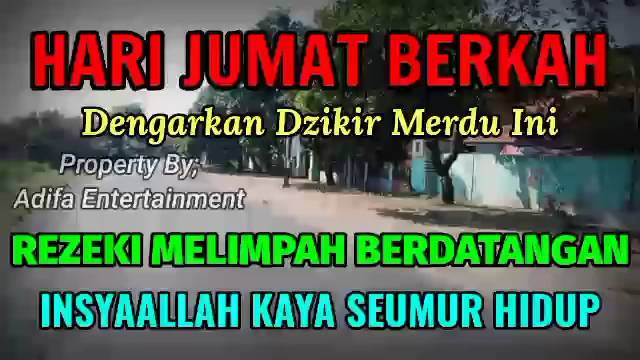 HARI JUMAT BERKAH
Dengarkan Dzikir Merdu Ini
Property By;
Adifa Entertainment
REZEKI MELIMPAH BERDATANGAN
INSYAALLAH KAYA SEUMUR HIDUP